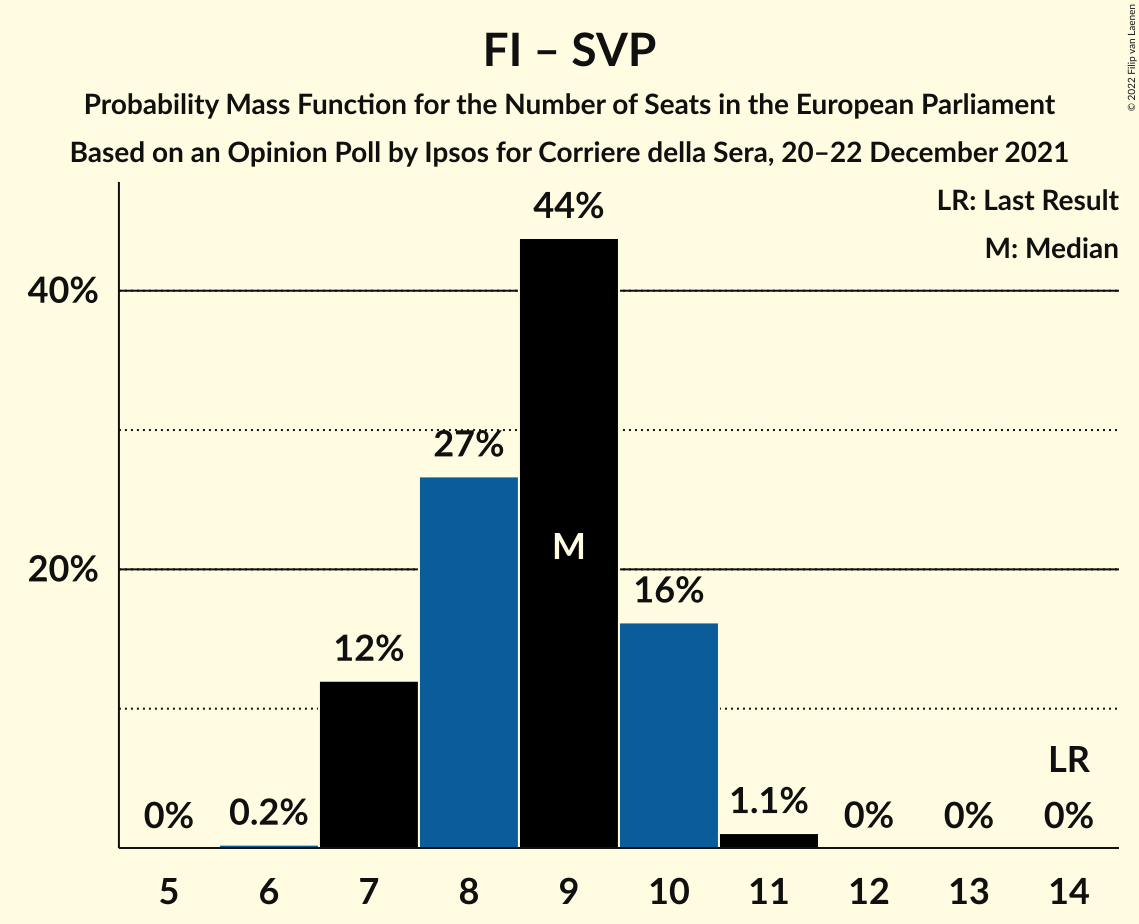 © 2022 Filip van Laenen
FI – SVP
Probability Mass Function for the Number of Seats in the European Parliament
Based on an Opinion Poll by Ipsos for Corriere della Sera, 20–22 December 2021
LR: Last Result
M: Median
44%
40%
27%
M
20%
16%
12%
LR
0%
0.2%
1.1%
0%
0%
0%
5 6 7 8 9 10 11 12 13 14